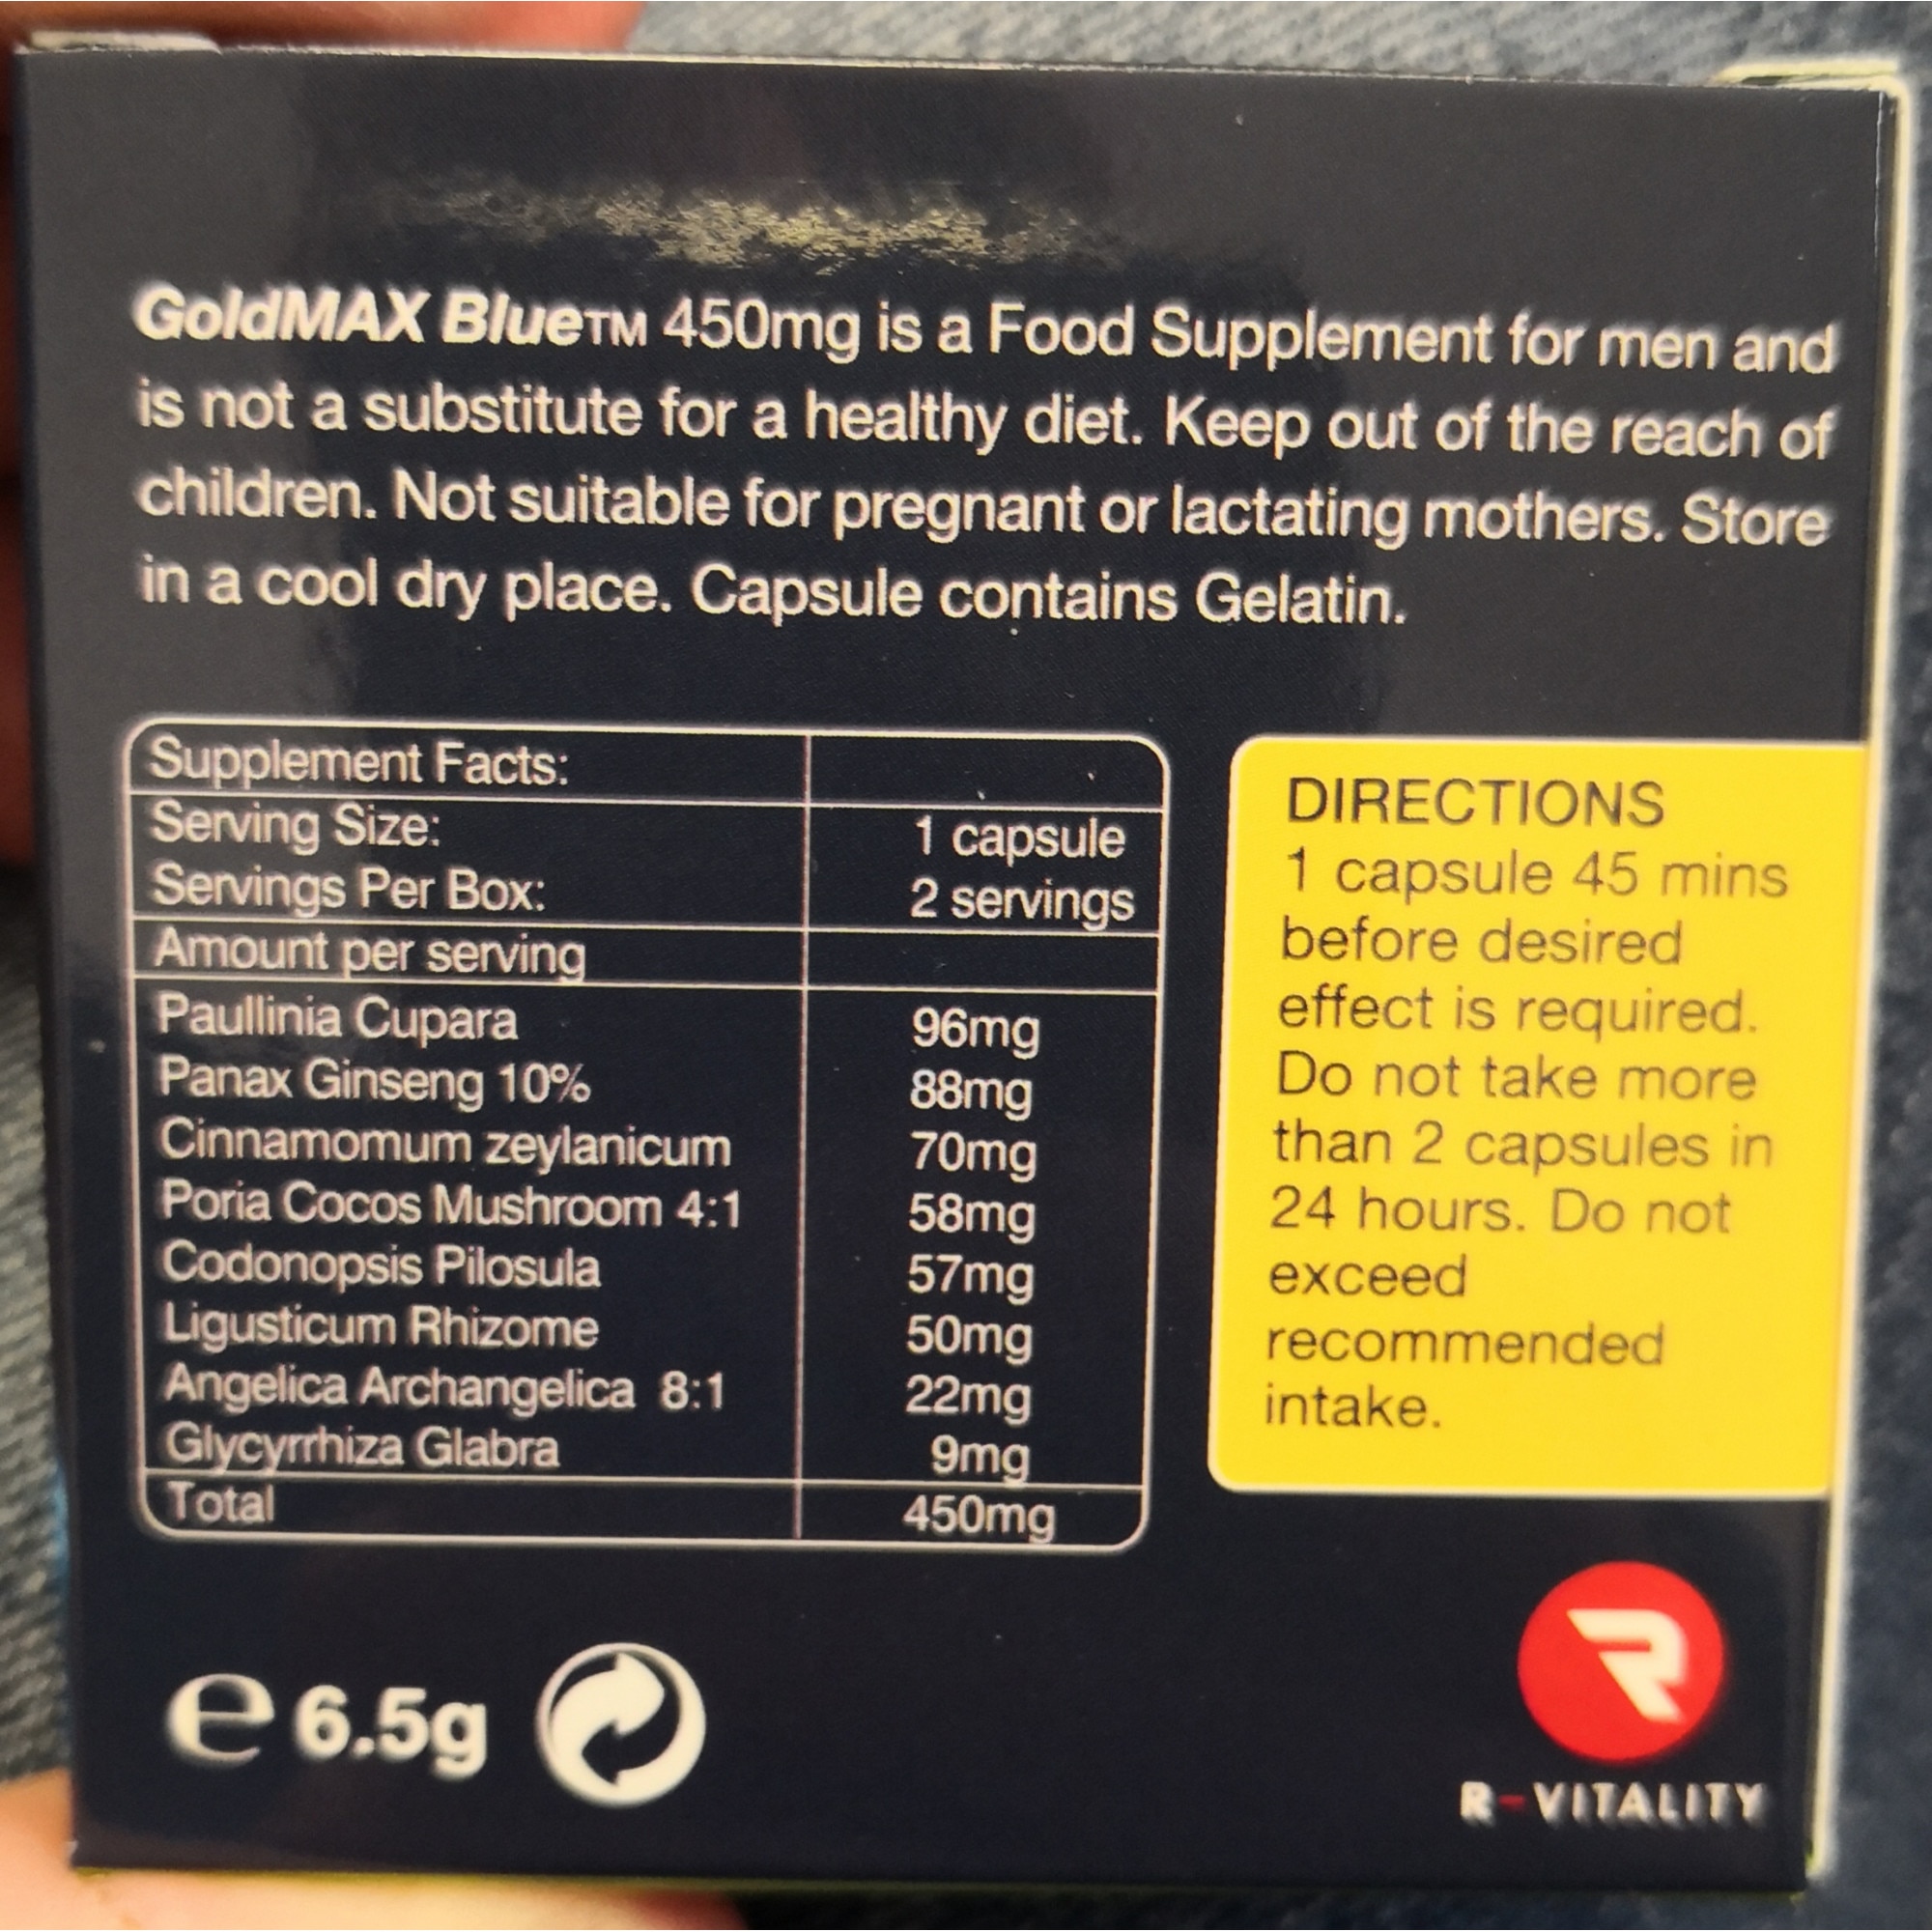 GoldMAX Blue™ 450mg is a Food Supplement for men and
is not a substitute for a healthy diet. Keep out of the reach of
children. Not suitable for pregnant or lactating mothers. Store
in a cool dry place. Capsule contains Gelatin.
Supplement Facts:
Serving Size: 1 capsule
Servings Per Box: 2 servings
Amount per serving
Paullinia Cupara 96mg
Panax Ginseng 10% 88mg
Cinnamomum zeylanicum 70mg
Poria Cocos Mushroom 4:1 58mg
Codonopsis Pilosula 57mg
Ligusticum Rhizome 50mg
Angelica Archangelica 8:1 22mg
Glycyrrhiza Glabra 9mg
Total 450mg
DIRECTIONS
1 capsule 45 mins
before desired
effect is required.
Do not take more
than 2 capsules in
24 hours. Do not
exceed
recommended
intake.
e 6.5g
R
R-VITALITY